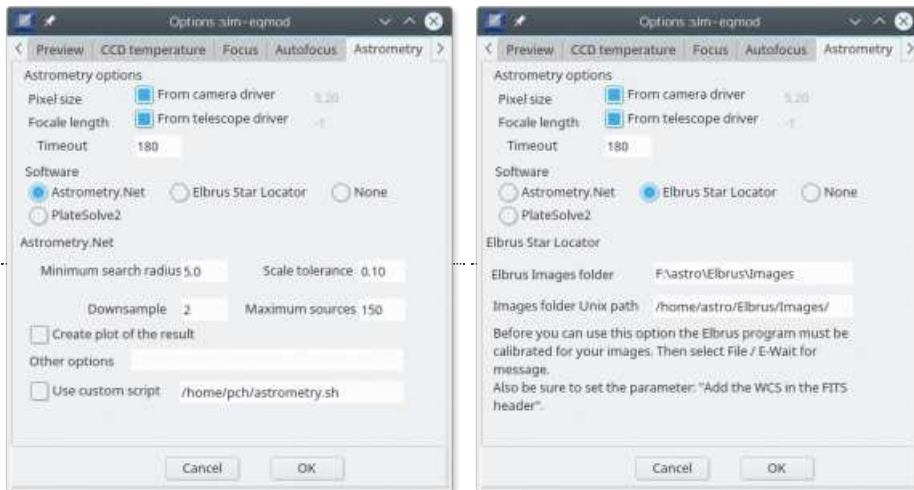 Options :sim-eqmod
Preview CCD temperature Focus Autofocus Astrometry
Astrometry options
Pixel size From camera driver 5.20
Focale length From telescope driver -1
Timeout 180
Software
Astrometry.Net Elbrus Star Locator None
PlateSolve2
Astrometry.Net
Minimum search radius 5.0 Scale tolerance 0.10
Downsample 2 Maximum sources 150
Create plot of the result
Other options
Use custom script /home/pch/astrometry.sh
Cancel OK
Options :sim-eqmod
Preview CCD temperature Focus Autofocus Astrometry
Astrometry options
Pixel size From camera driver 5.20
Focale length From telescope driver -1
Timeout 180
Software
Astrometry.Net Elbrus Star Locator None
PlateSolve2
Elbrus Star Locator
Elbrus Images folder F:\astro\Elbrus\Images
Images folder Unix path /home/astro/Elbrus/Images/
Before you can use this option the Elbrus program must be
calibrated for your images. Then select File / E-Wait for
message.
Also be sure to set the parameter: "Add the WCS in the FITS
header".
Cancel OK